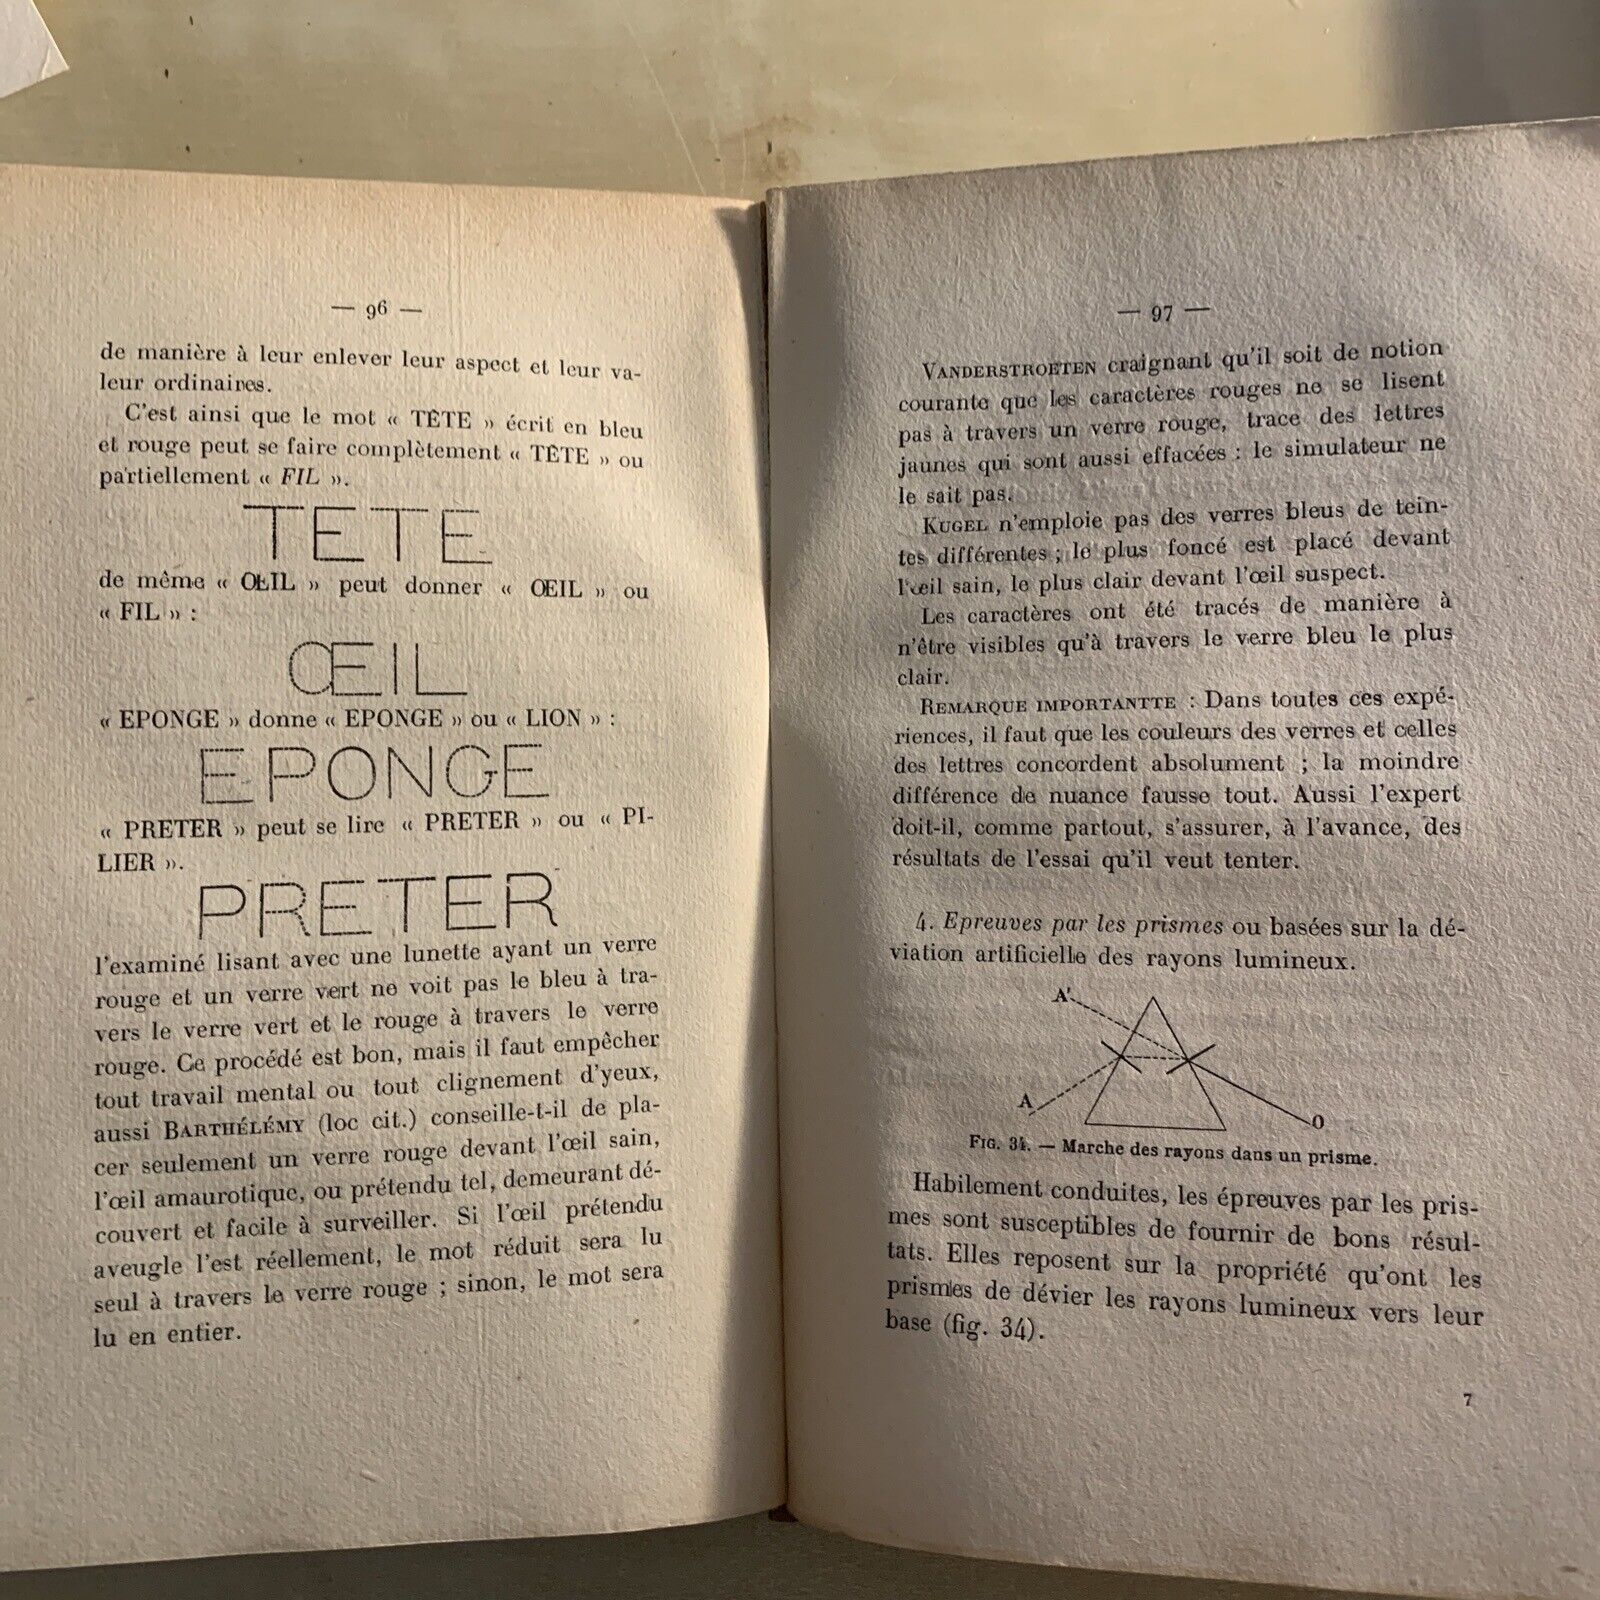 — 96 —
de manière à leur enlever leur aspect et leur va-
leur ordinaires.
C'est ainsi que le mot « TÊTE » écrit en bleu
et rouge peut se faire complètement « TÊTE » ou
partiellement « FIL ».
TETE
de même « ŒIL » peut donner « ŒIL » ou
« FIL » :
ŒIL
« EPONGE » donne « EPONGE » ou « LION » :
EPONGE
« PRETER » peut se lire « PRETER » ou « PI-
LIER ».
PRETER
l'examiné lisant avec une lunette ayant un verre
rouge et un verre vert ne voit pas le bleu à tra-
vers le verre vert et le rouge à travers le verre
rouge. Ce procédé est bon, mais il faut empêcher
tout travail mental ou tout clignement d'yeux,
aussi BARTHÉLÉMY (loc cit.) conseille-t-il de pla-
cer seulement un verre rouge devant l'œil sain,
l'œil amaurotique, ou prétendu tel, demeurant dé-
couvert et facile à surveiller. Si l'œil prétendu
aveugle l'est réellement, le mot réduit sera lu
seul à travers le verre rouge ; sinon, le mot sera
lu en entier.
— 97 —
VANDERSTROETEN craignant qu'il soit de notion
courante que les caractères rouges ne se lisent
pas à travers un verre rouge, trace des lettres
jaunes qui sont aussi effacées : le simulateur ne
le sait pas.
KUGEL n'emploie pas des verres bleus de tein-
tes différentes ; le plus foncé est placé devant
l'œil sain, le plus clair devant l'œil suspect.
Les caractères ont été tracés de manière à
n'être visibles qu'à travers le verre bleu le plus
clair.
REMARQUE IMPORTANTTE : Dans toutes ces expé-
riences, il faut que les couleurs des verres et celles
des lettres concordent absolument ; la moindre
différence de nuance fausse tout. Aussi l'expert
doit-il, comme partout, s'assurer, à l'avance, des
résultats de l'essai qu'il veut tenter.
4. Epreuves par les prismes ou basées sur la dé-
viation artificielle des rayons lumineux.
A'
A
O
FIG. 34. — Marche des rayons dans un prisme.
Habilement conduites, les épreuves par les pris-
mes sont susceptibles de fournir de bons résul-
tats. Elles reposent sur la propriété qu'ont les
prismes de dévier les rayons lumineux vers leur
base (fig. 34).
7